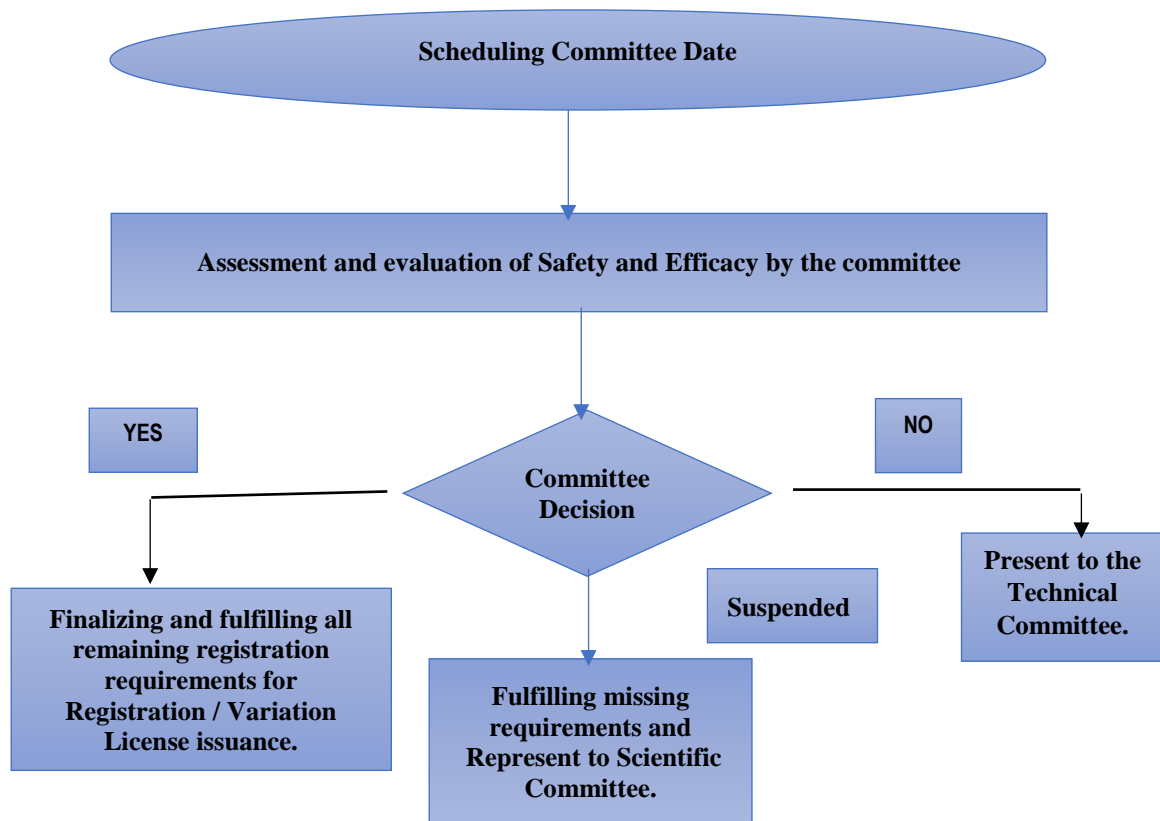 Scheduling Committee Date
Assessment and evaluation of Safety and Efficacy by the committee
YES
NO
Committee
Decision
Suspended
Present to the
Technical
Committee.
Finalizing and fulfilling all
remaining registration
requirements for
Registration / Variation
License issuance.
Fulfilling missing
requirements and
Represent to Scientific
Committee.